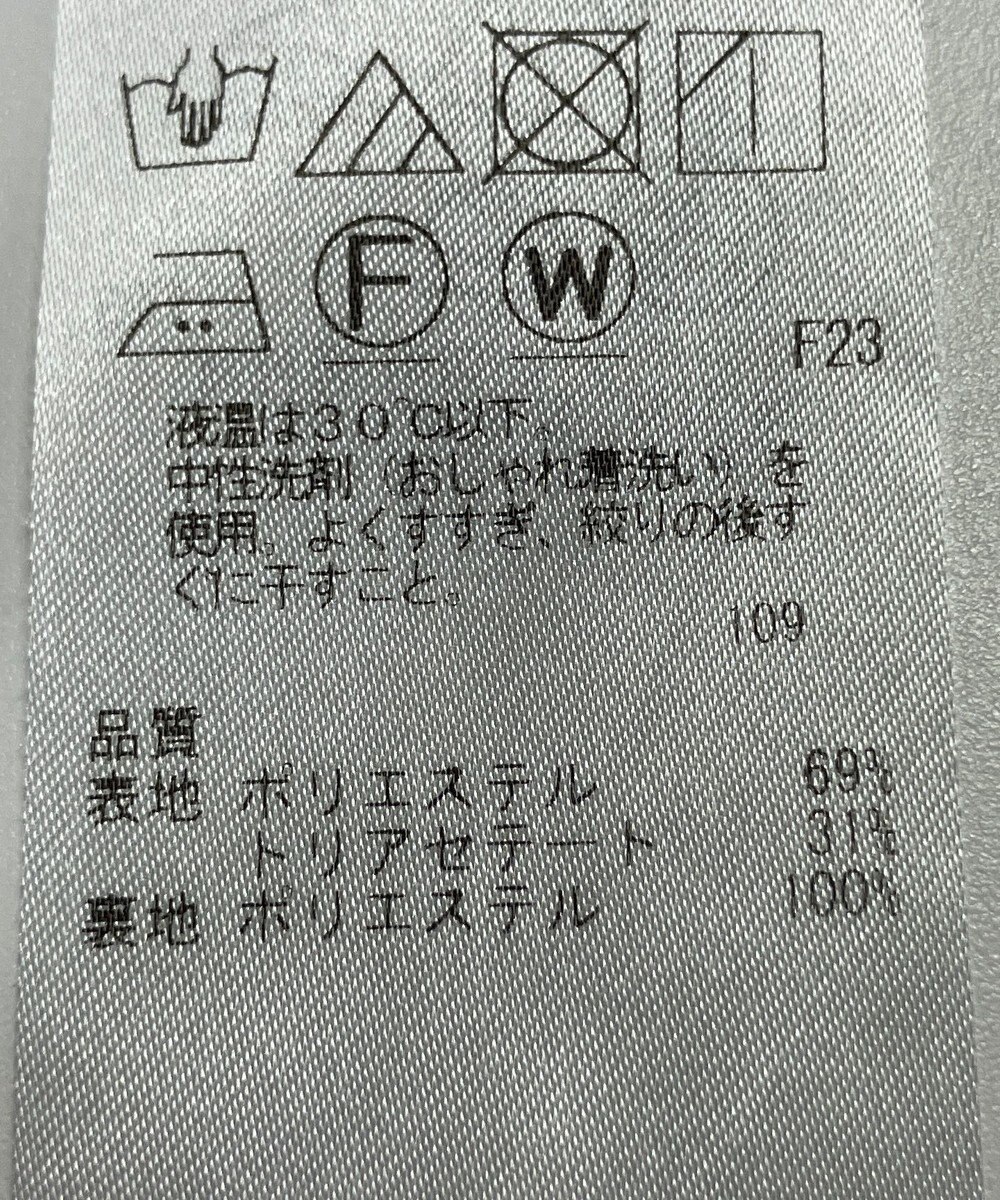 F
W
F23
液温は30℃以下。
中性洗剤（おしゃれ着洗い）を
使用。よくすすぎ、絞りの後す
ぐに干すこと。
109
品質
表地 ポリエステル 69%
トリアセテート 31%
裏地 ポリエステル 100%